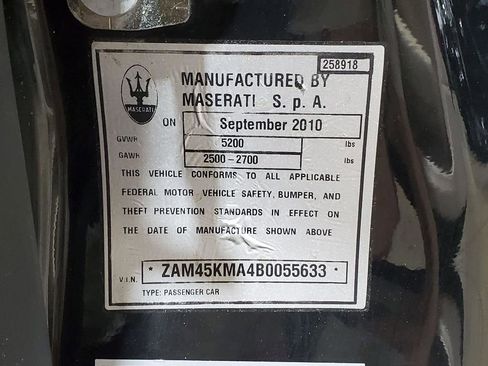 258918
MANUFACTURED BY
MASERATI S. p A.
MASERATI
ON September 2010
GVWR 5200 lbs
GAWR 2500-2700 lbs
THIS VEHICLE CONFORMS TO ALL APPLICABLE
FEDERAL MOTOR VEHICLE SAFETY, BUMPER, AND
THEFT PREVENTION STANDARDS IN EFFECT ON
THE DATE OF MANUFACTURE SHOWN ABOVE
V.I.N. * ZAM45KMA4B0055633 *
TYPE: PASSENGER CAR